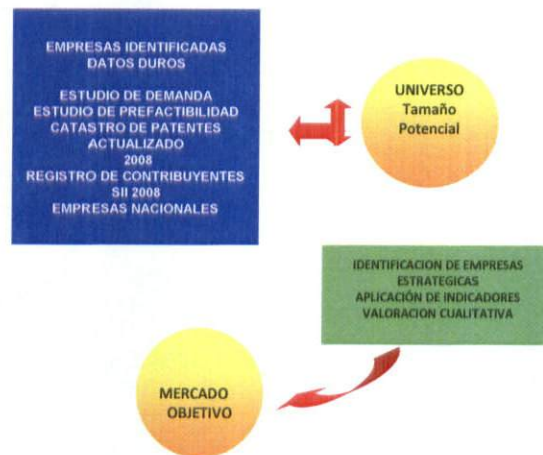 EMPRESAS IDENTIFICADAS
DATOS DUROS
ESTUDIO DE DEMANDA
ESTUDIO DE PREFACTIBILIDAD
CATASTRO DE PATENTES
ACTUALIZADO
2008
REGISTRO DE CONTRIBUYENTES
SII 2008
EMPRESAS NACIONALES
UNIVERSO
Tamaño
Potencial
IDENTIFICACION DE EMPRESAS
ESTRATEGICAS
APLICACIÓN DE INDICADORES
VALORACION CUALITATIVA
MERCADO
OBJETIVO